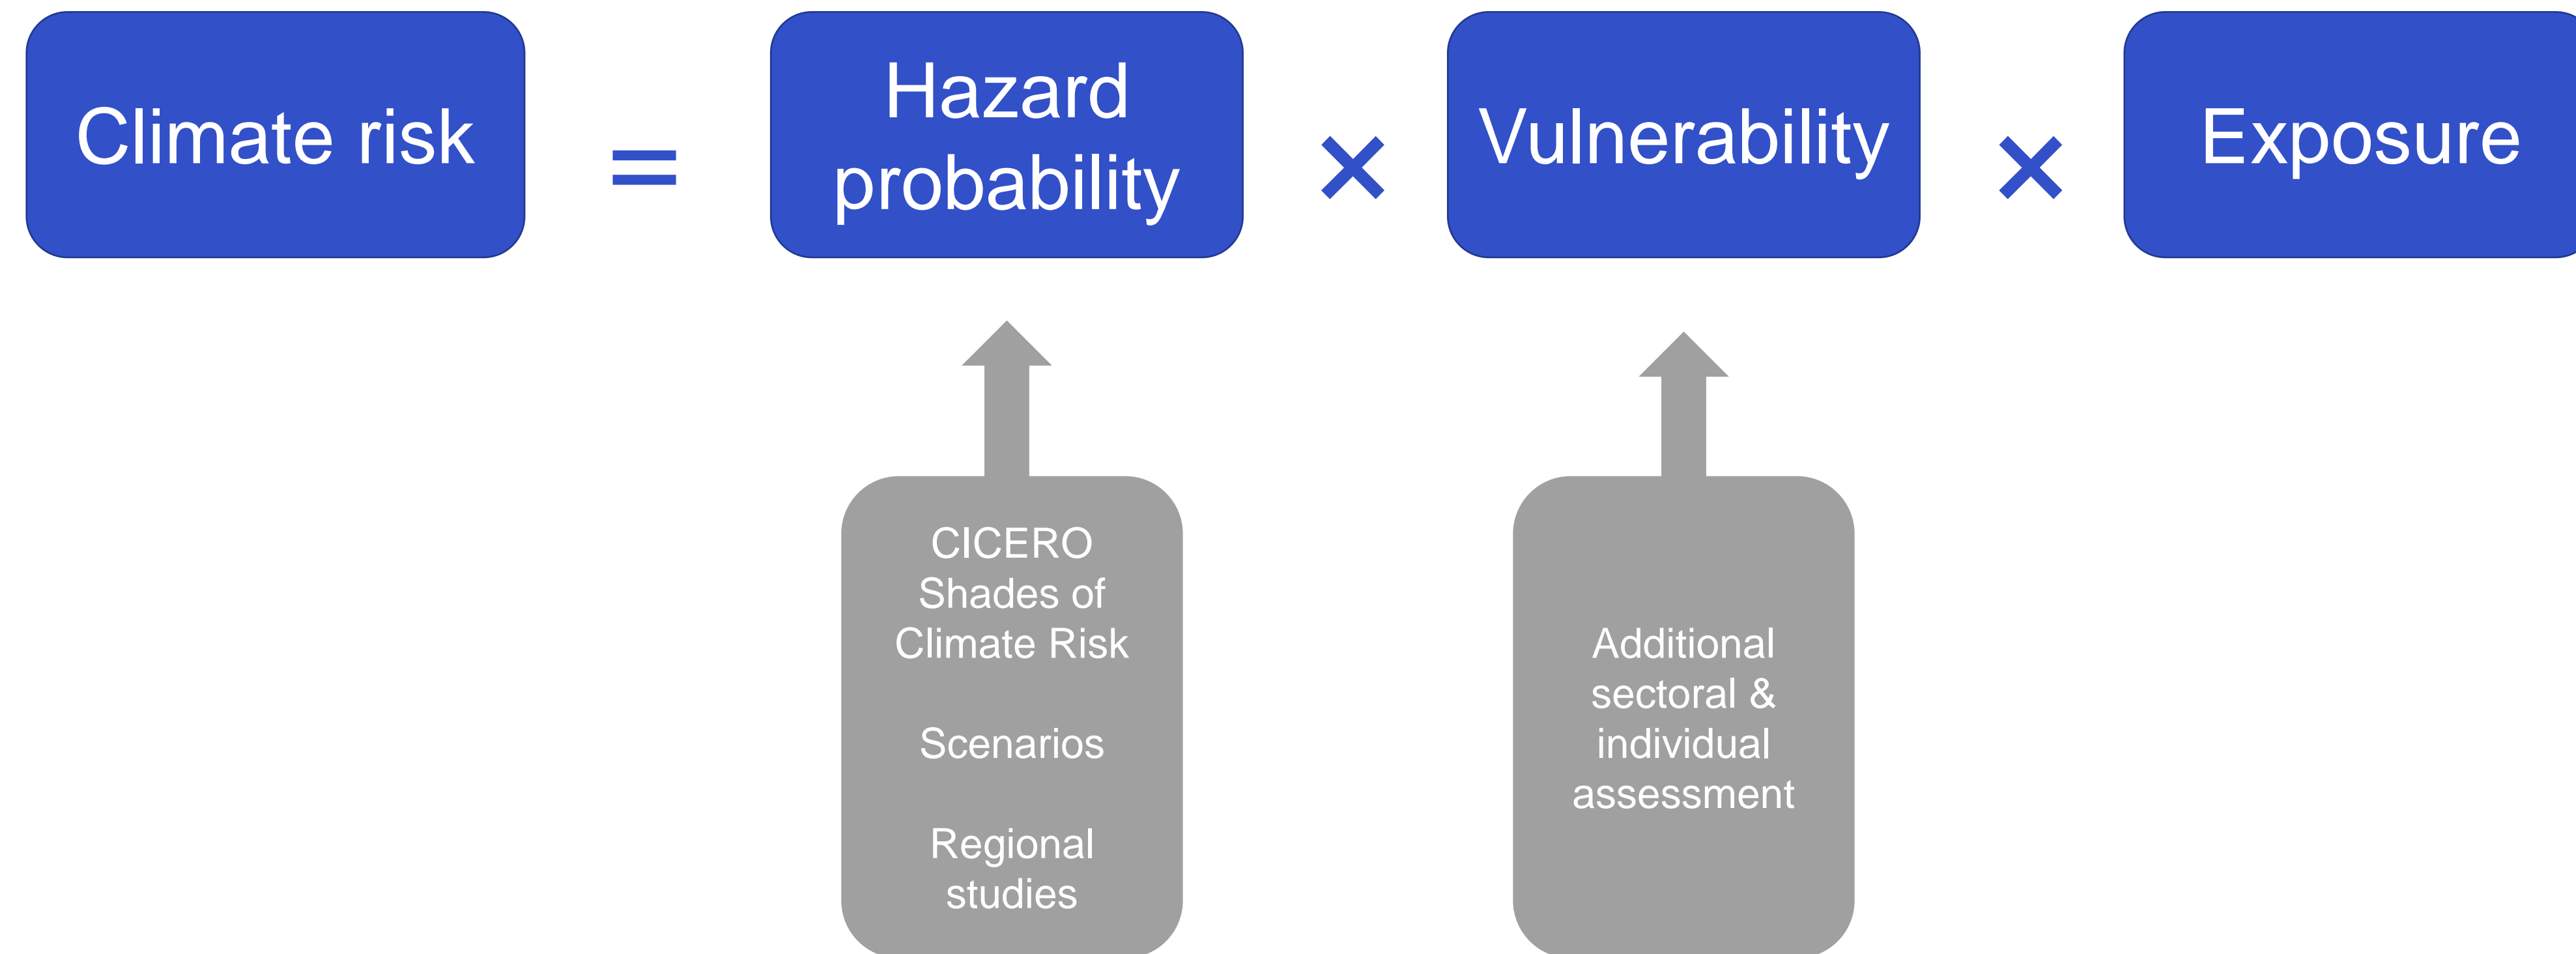 Climate risk
=
Hazard
probability
×
Vulnerability
×
Exposure
CICERO
Shades of
Climate Risk
Scenarios
Regional
studies
Additional
sectoral &
individual
assessment